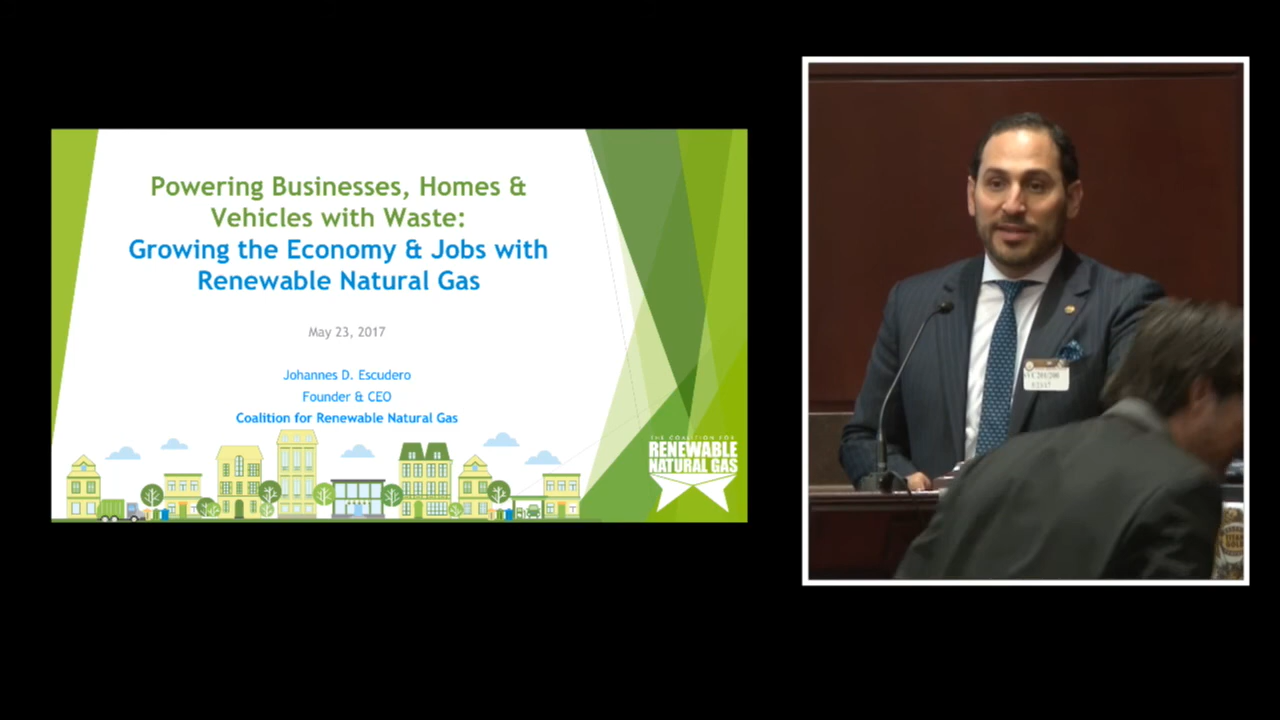 Powering Businesses, Homes &
Vehicles with Waste:
Growing the Economy & Jobs with
Renewable Natural Gas
May 23, 2017
Johannes D. Escudero
Founder & CEO
Coalition for Renewable Natural Gas
THE COALITION FOR
RENEWABLE
NATURAL GAS